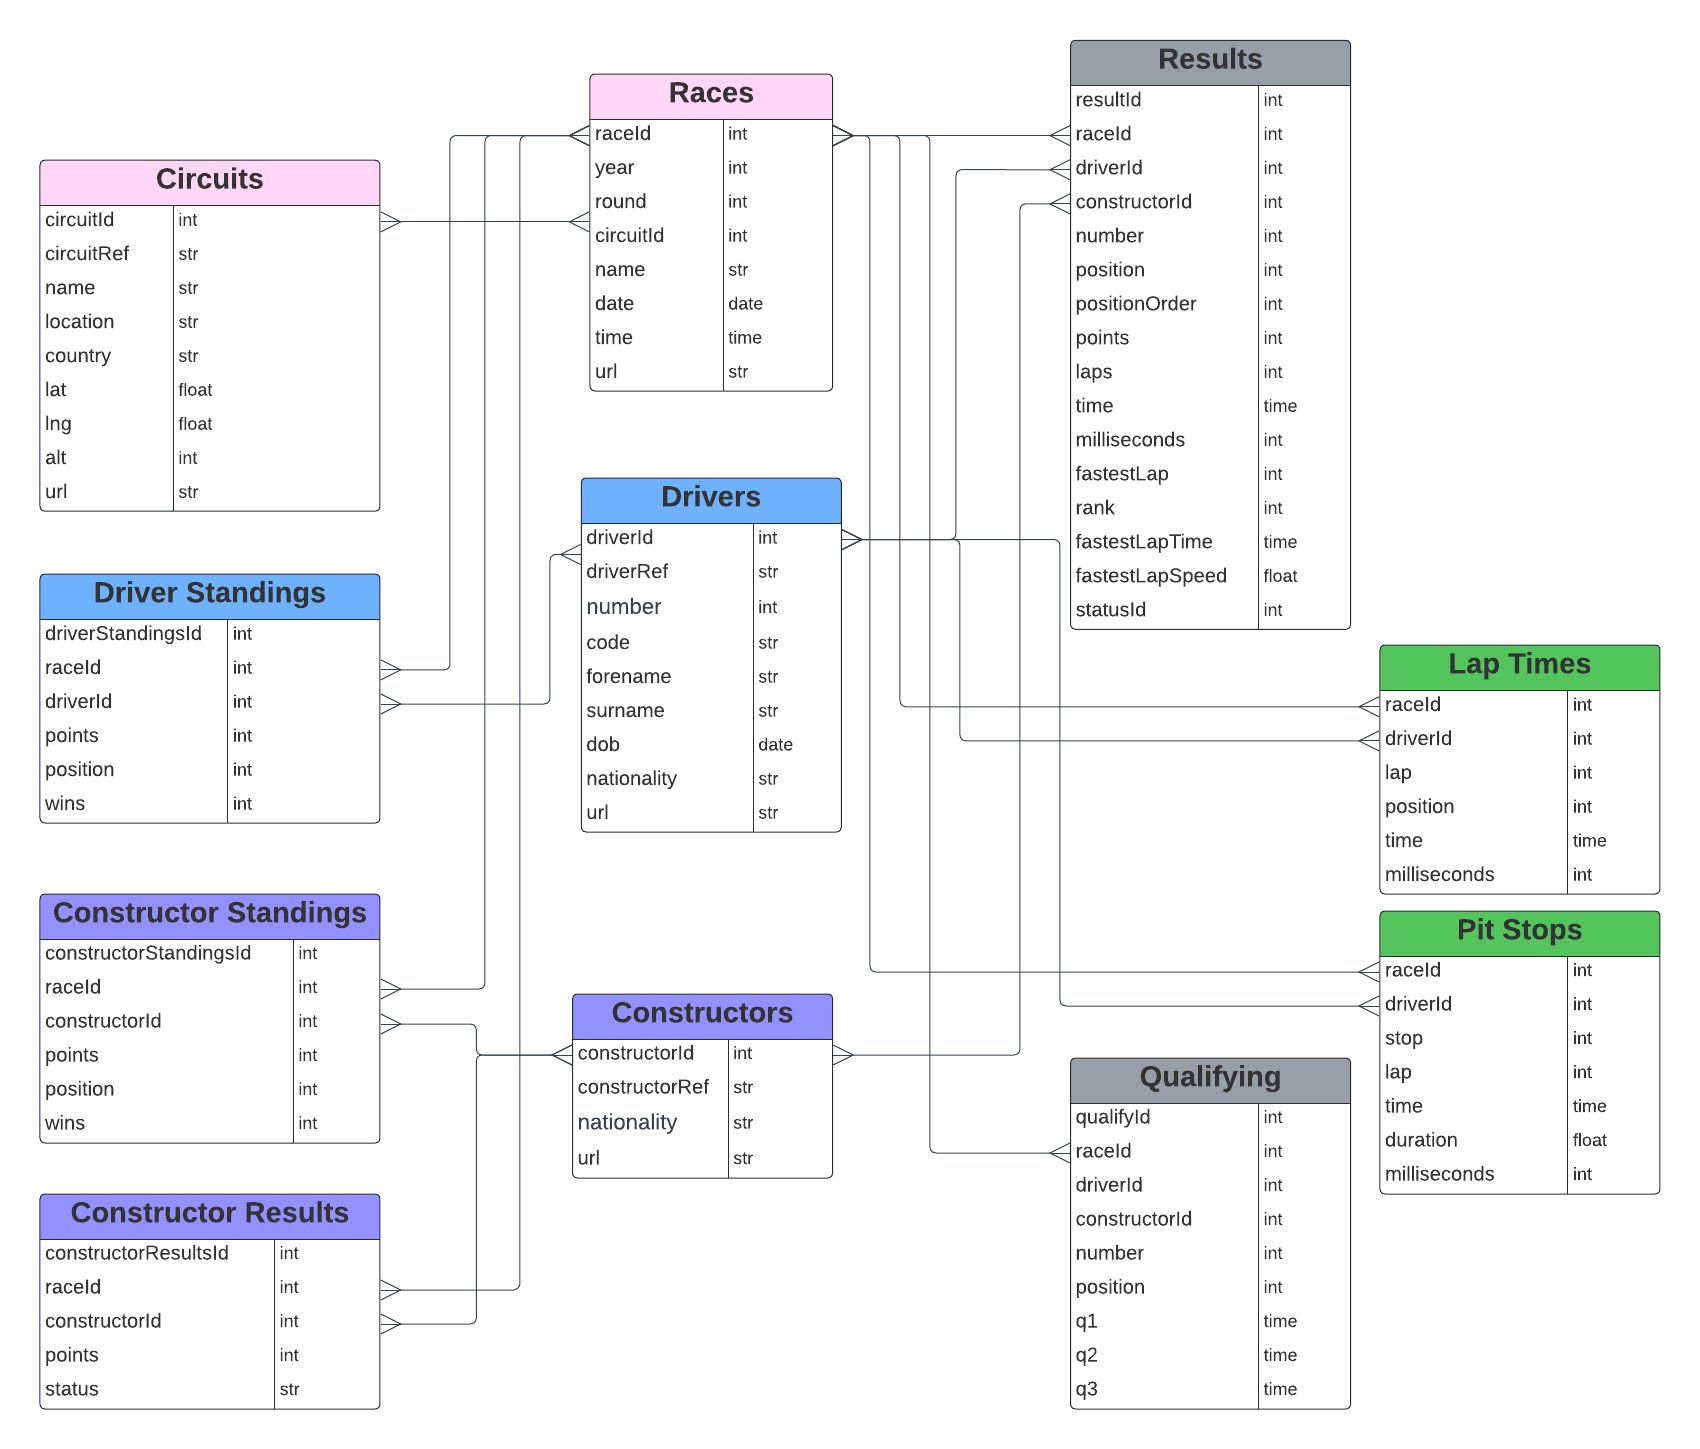 Circuits
circuitId int
circuitRef str
name str
location str
country str
lat float
lng float
alt int
url str
Driver Standings
driverStandingsId int
raceId int
driverId int
points int
position int
wins int
Constructor Standings
constructorStandingsId int
raceId int
constructorId int
points int
position int
wins int
Constructor Results
constructorResultsId int
raceId int
constructorId int
points int
status str
Races
raceId int
year int
round int
circuitId int
name str
date date
time time
url str
Drivers
driverId int
driverRef str
number int
code str
forename str
surname str
dob date
nationality str
url str
Constructors
constructorId int
constructorRef str
nationality str
url str
Results
resultId int
raceId int
driverId int
constructorId int
number int
position int
positionOrder int
points int
laps int
time time
milliseconds int
fastestLap int
rank int
fastestLapTime time
fastestLapSpeed float
statusId int
Qualifying
qualifyId int
raceId int
driverId int
constructorId int
number int
position int
q1 time
q2 time
q3 time
Lap Times
raceId int
driverId int
lap int
position int
time time
milliseconds int
Pit Stops
raceId int
driverId int
stop int
lap int
time time
duration float
milliseconds int